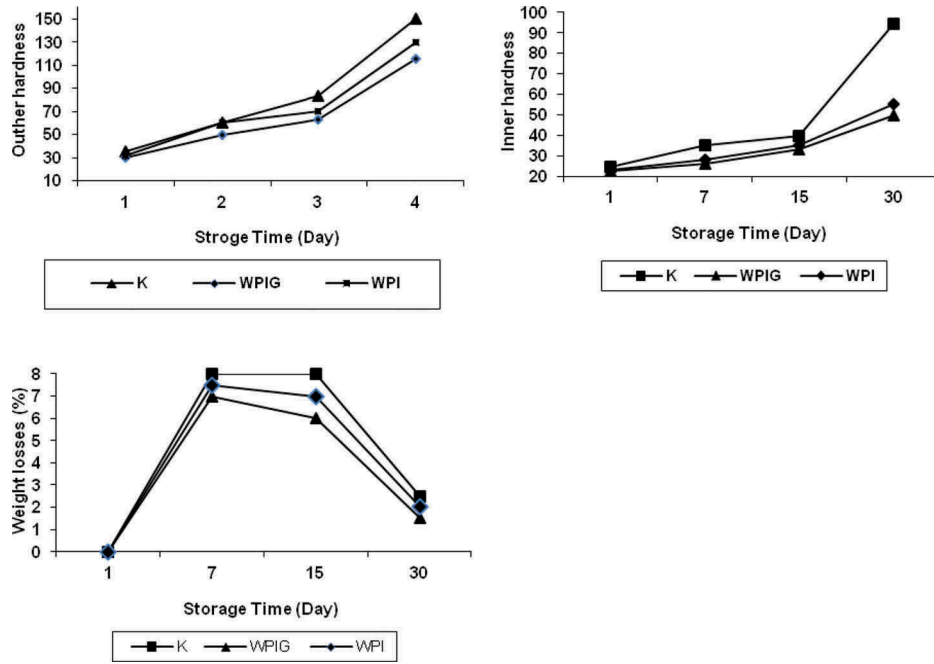 Outher hardness
150
130
110
90
70
50
30
10
1 2 3 4
Stroge Time (Day)
K WPIG WPI
Inner hardness
100
90
80
70
60
50
40
30
20
1 7 15 30
Storage Time (Day)
K WPIG WPI
Weight losses (%)
8
7
6
5
4
3
2
1
0
1 7 15 30
Storage Time (Day)
K WPIG WPI